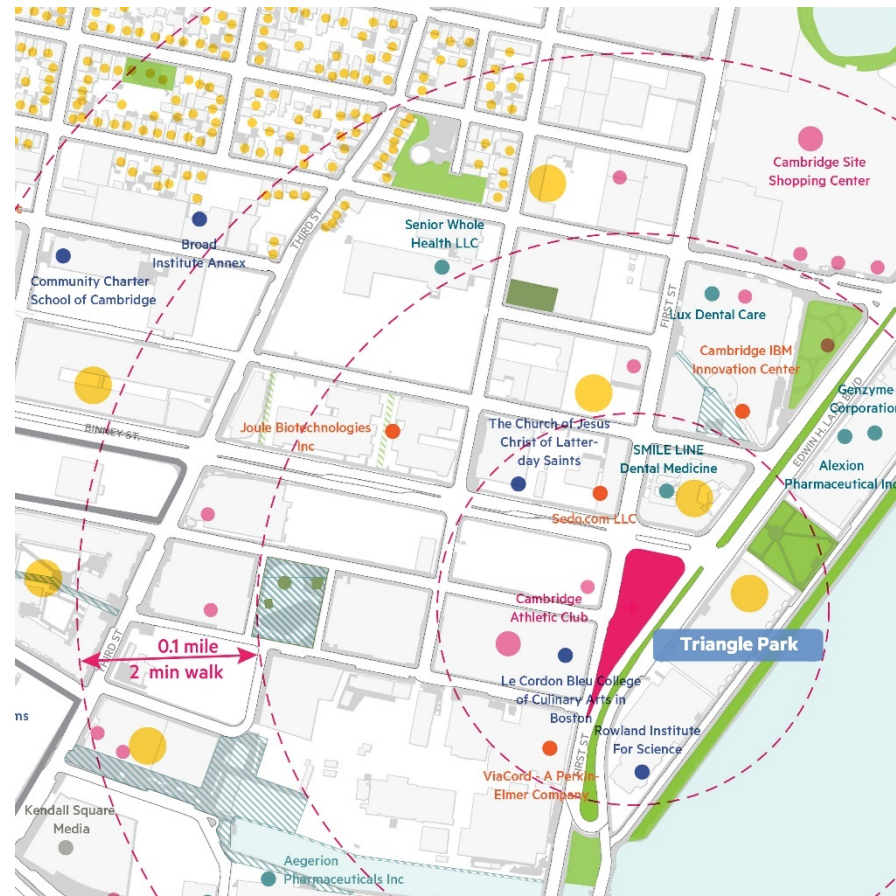 Cambridge Site
Shopping Center
Senior Whole
Health LLC
THIRD ST
Broad
Institute Annex
Community Charter
School of Cambridge
FIRST ST
Lux Dental Care
Cambridge IBM
Innovation Center
Genzyme
Corporation
EDWIN H. LAND BLVD
Alexion
Pharmaceutical Inc
BINNEY ST.
Joule Biotechnologies
Inc
The Church of Jesus
Christ of Latter-
day Saints
SMILE LINE
Dental Medicine
Sedo.com LLC
Cambridge
Athletic Club
0.1 mile
2 min walk
THIRD ST
Triangle Park
Le Cordon Bleu College
of Culinary Arts in
Boston
Rowland Institute
For Science
FIRST ST
ViaCord - A Perkin-
Elmer Company
ms
Kendall Square
Media
Aegerion
Pharmaceuticals Inc